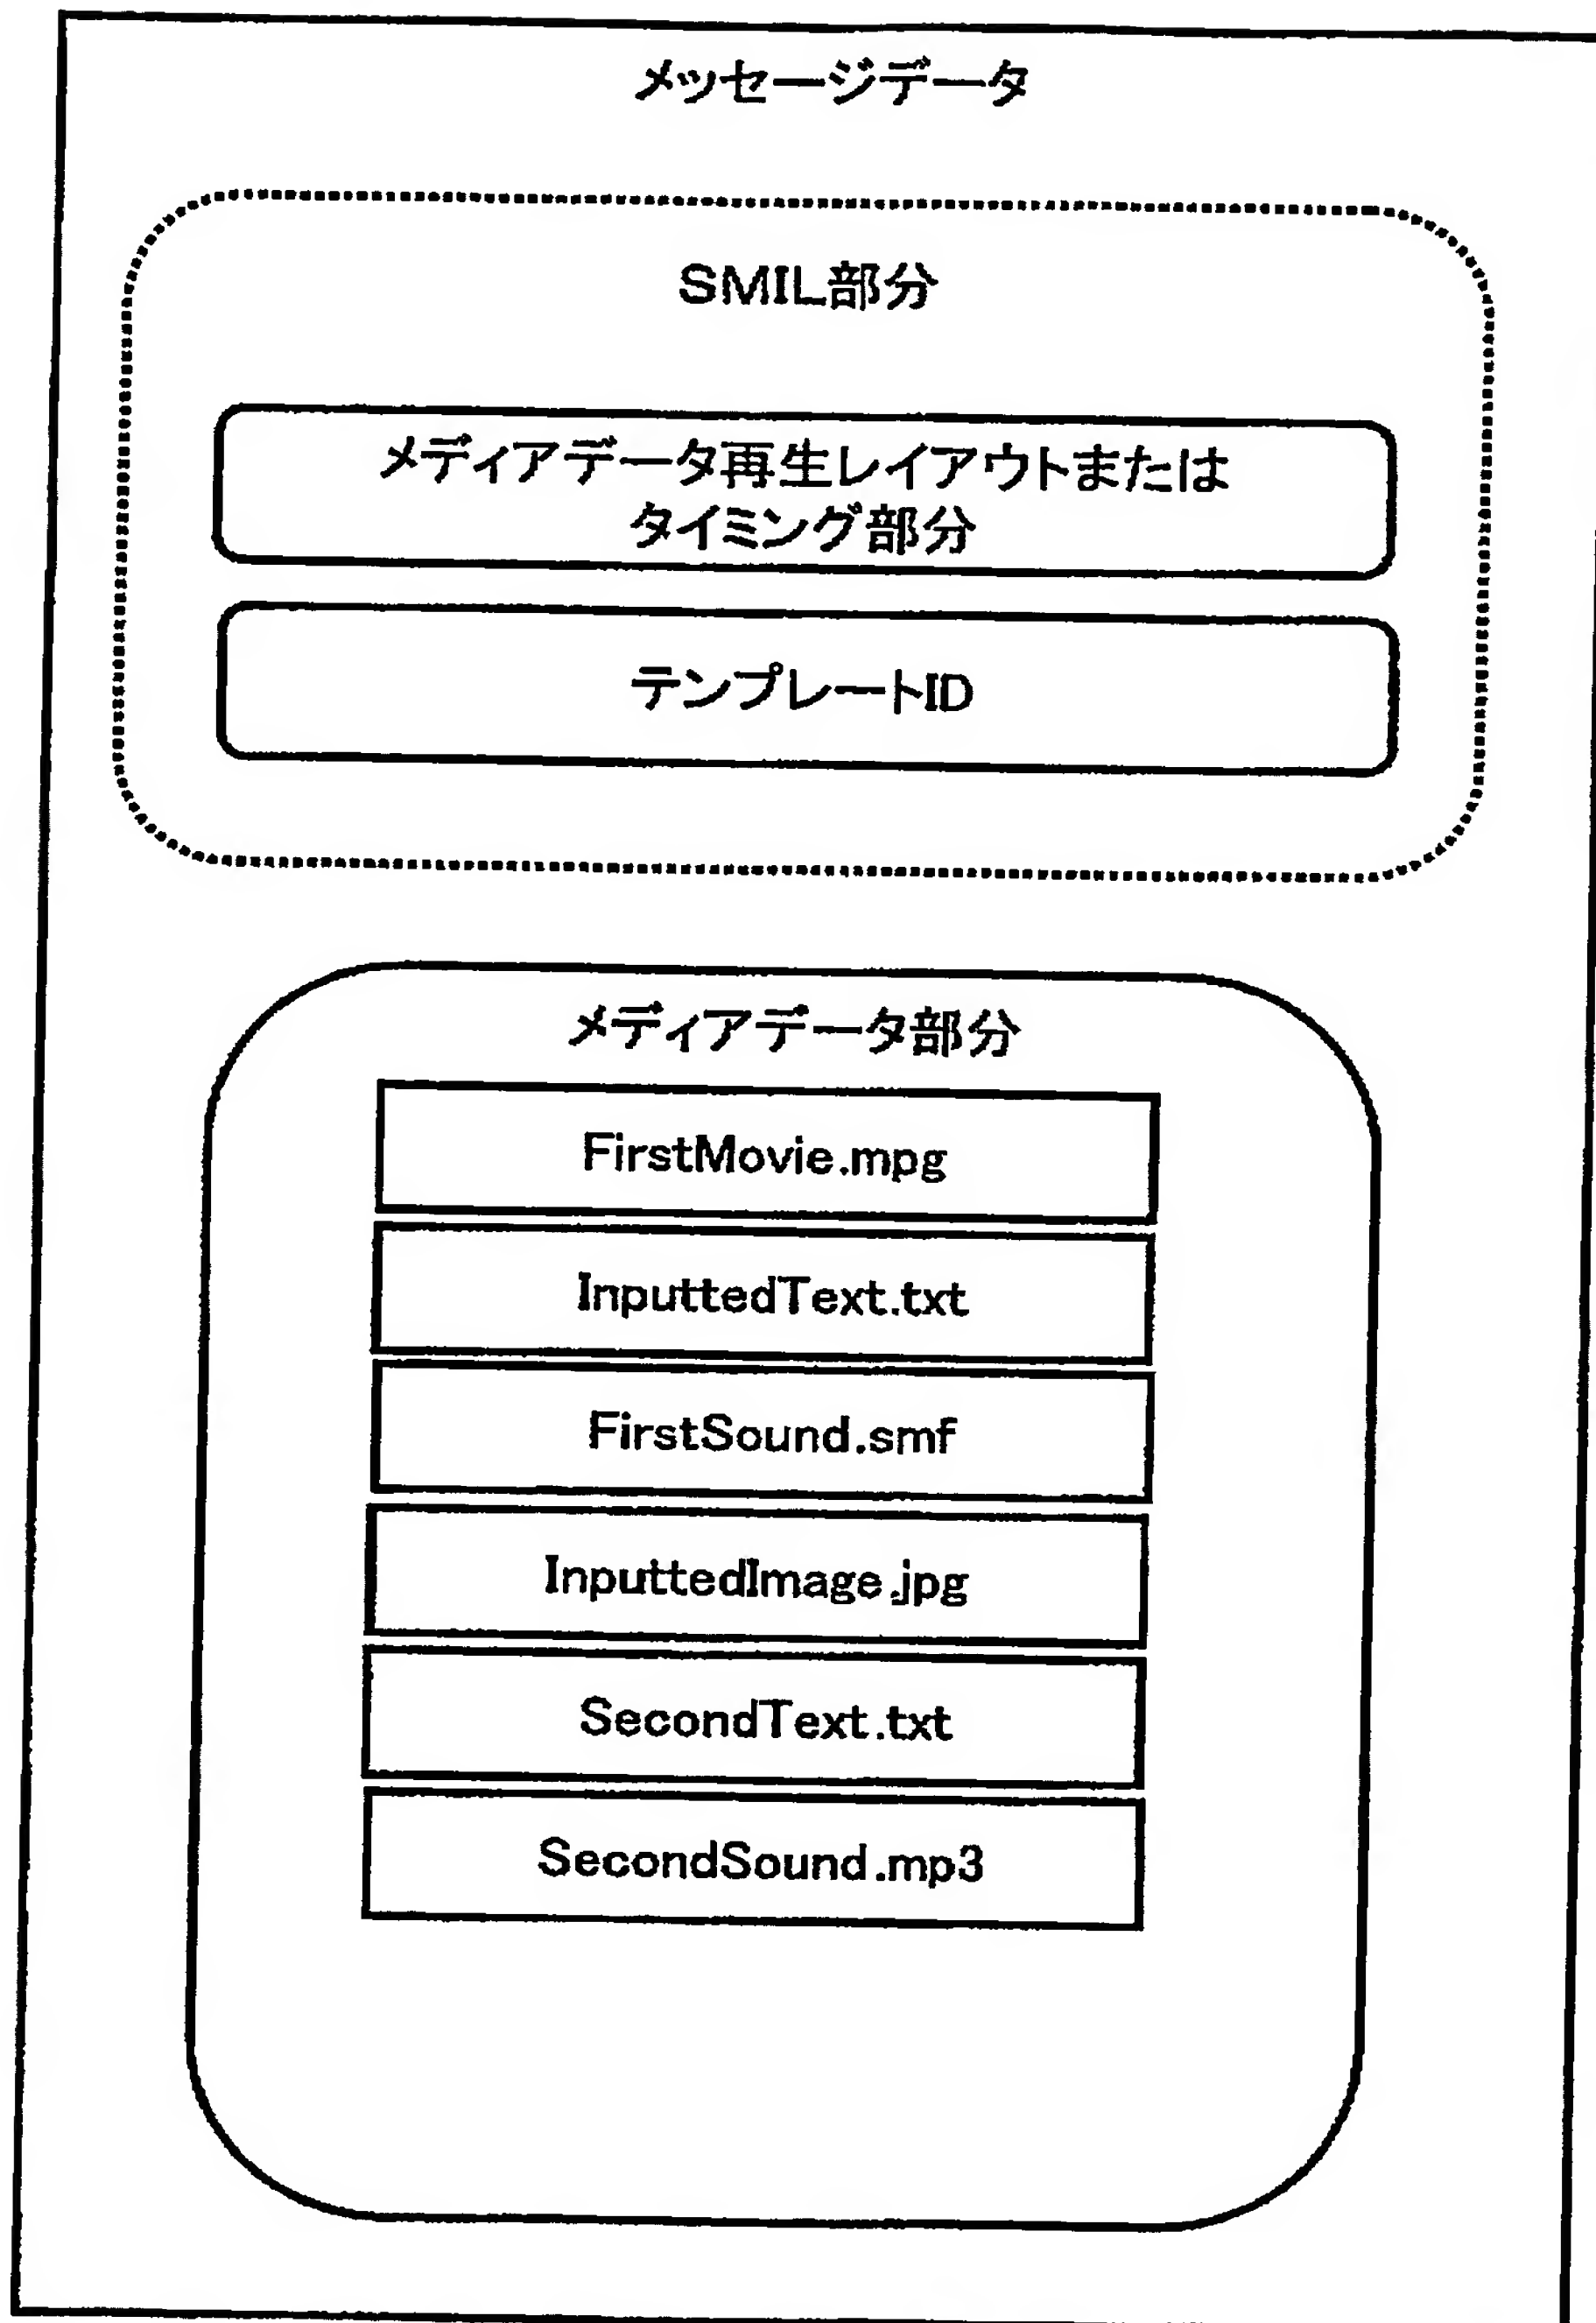 メッセージデータ
SMIL部分
メディアデータ再生レイアウトまたは
タイミング部分
テンプレートID
メディアデータ部分
FirstMovie.mpg
InputtedText.txt
FirstSound.smf
InputtedImage.jpg
SecondText.txt
SecondSound.mp3